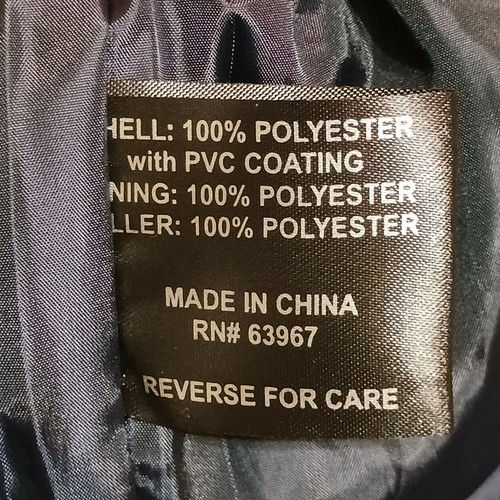 HELL: 100% POLYESTER
with PVC COATING
NING: 100% POLYESTER
LLER: 100% POLYESTER
MADE IN CHINA
RN# 63967
REVERSE FOR CARE